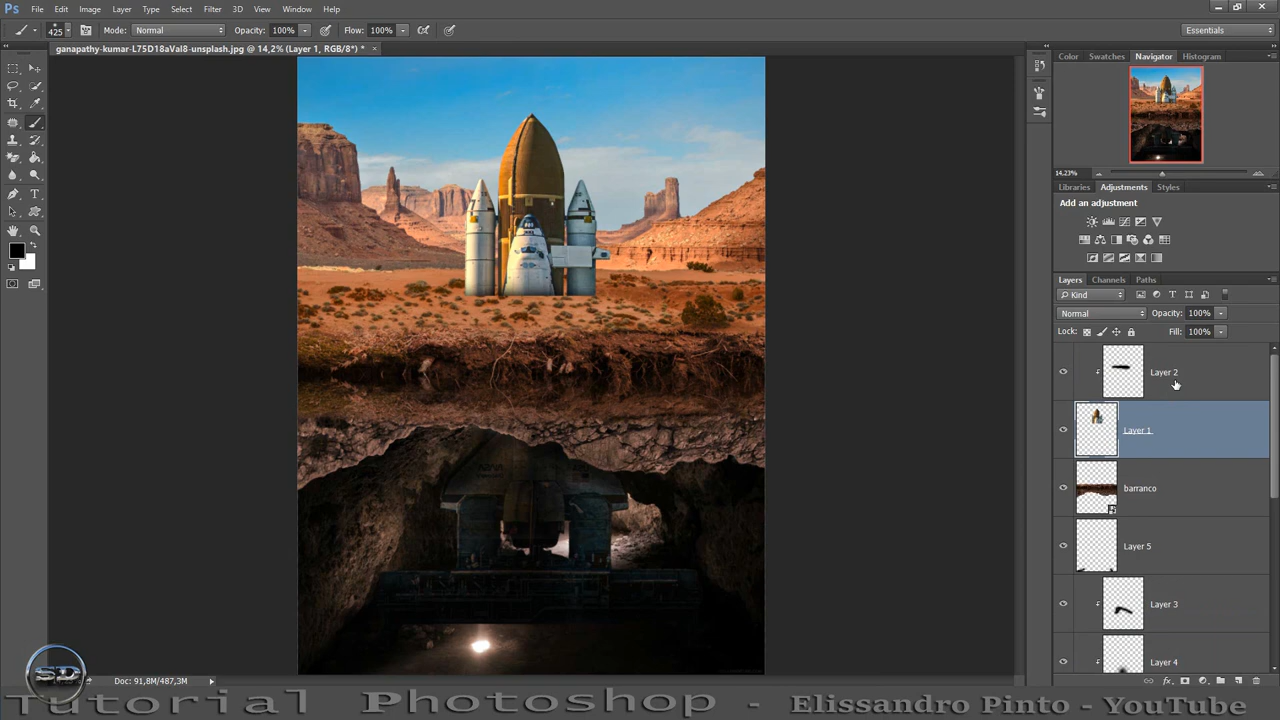 Ps File Edit Image Layer Type Select Filter 3D View Window Help
425 Mode: Normal Opacity: 100% Flow: 100% Essentials
ganapathy-kumar-L75D18aVal8-unsplash.jpg @ 14,2% (Layer 1, RGB/8*) *
Color Swatches Navigator Histogram
14,23%
Libraries Adjustments Styles
Add an adjustment
Layers Channels Paths
Kind
Normal Opacity: 100%
Lock: Fill: 100%
Layer 2
Layer 1
barranco
Layer 5
Layer 3
Layer 4
Doc: 91,8M/487,3M
SD
Tutorial Photoshop - Elissandro Pinto - YouTube